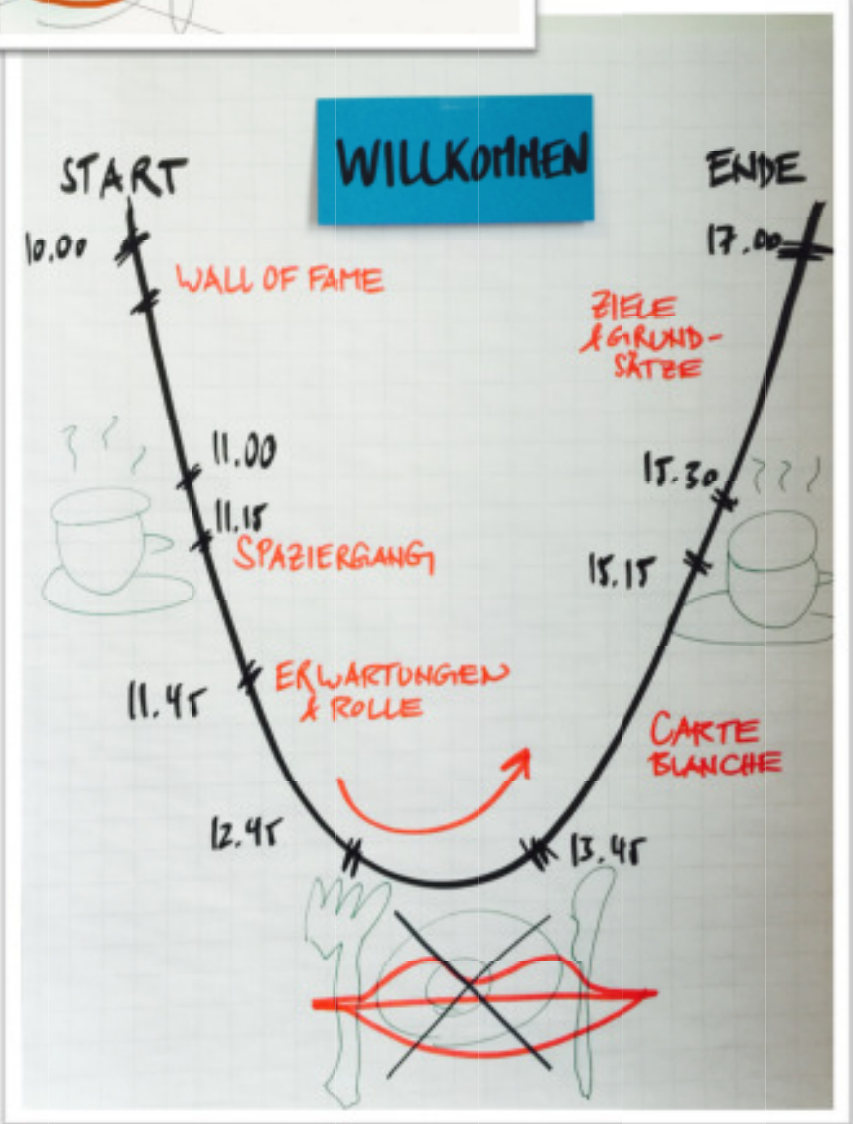 WILLKOMMEN
START
10.00
WALL OF FAME
11.00
11.15
SPAZIERGANG
11.45
ERWARTUNGEN
& ROLLE
12.45
13.45
CARTE
BLANCHE
15.15
15.30
ZIELE
& GRUND-
SÄTZE
17.00
ENDE